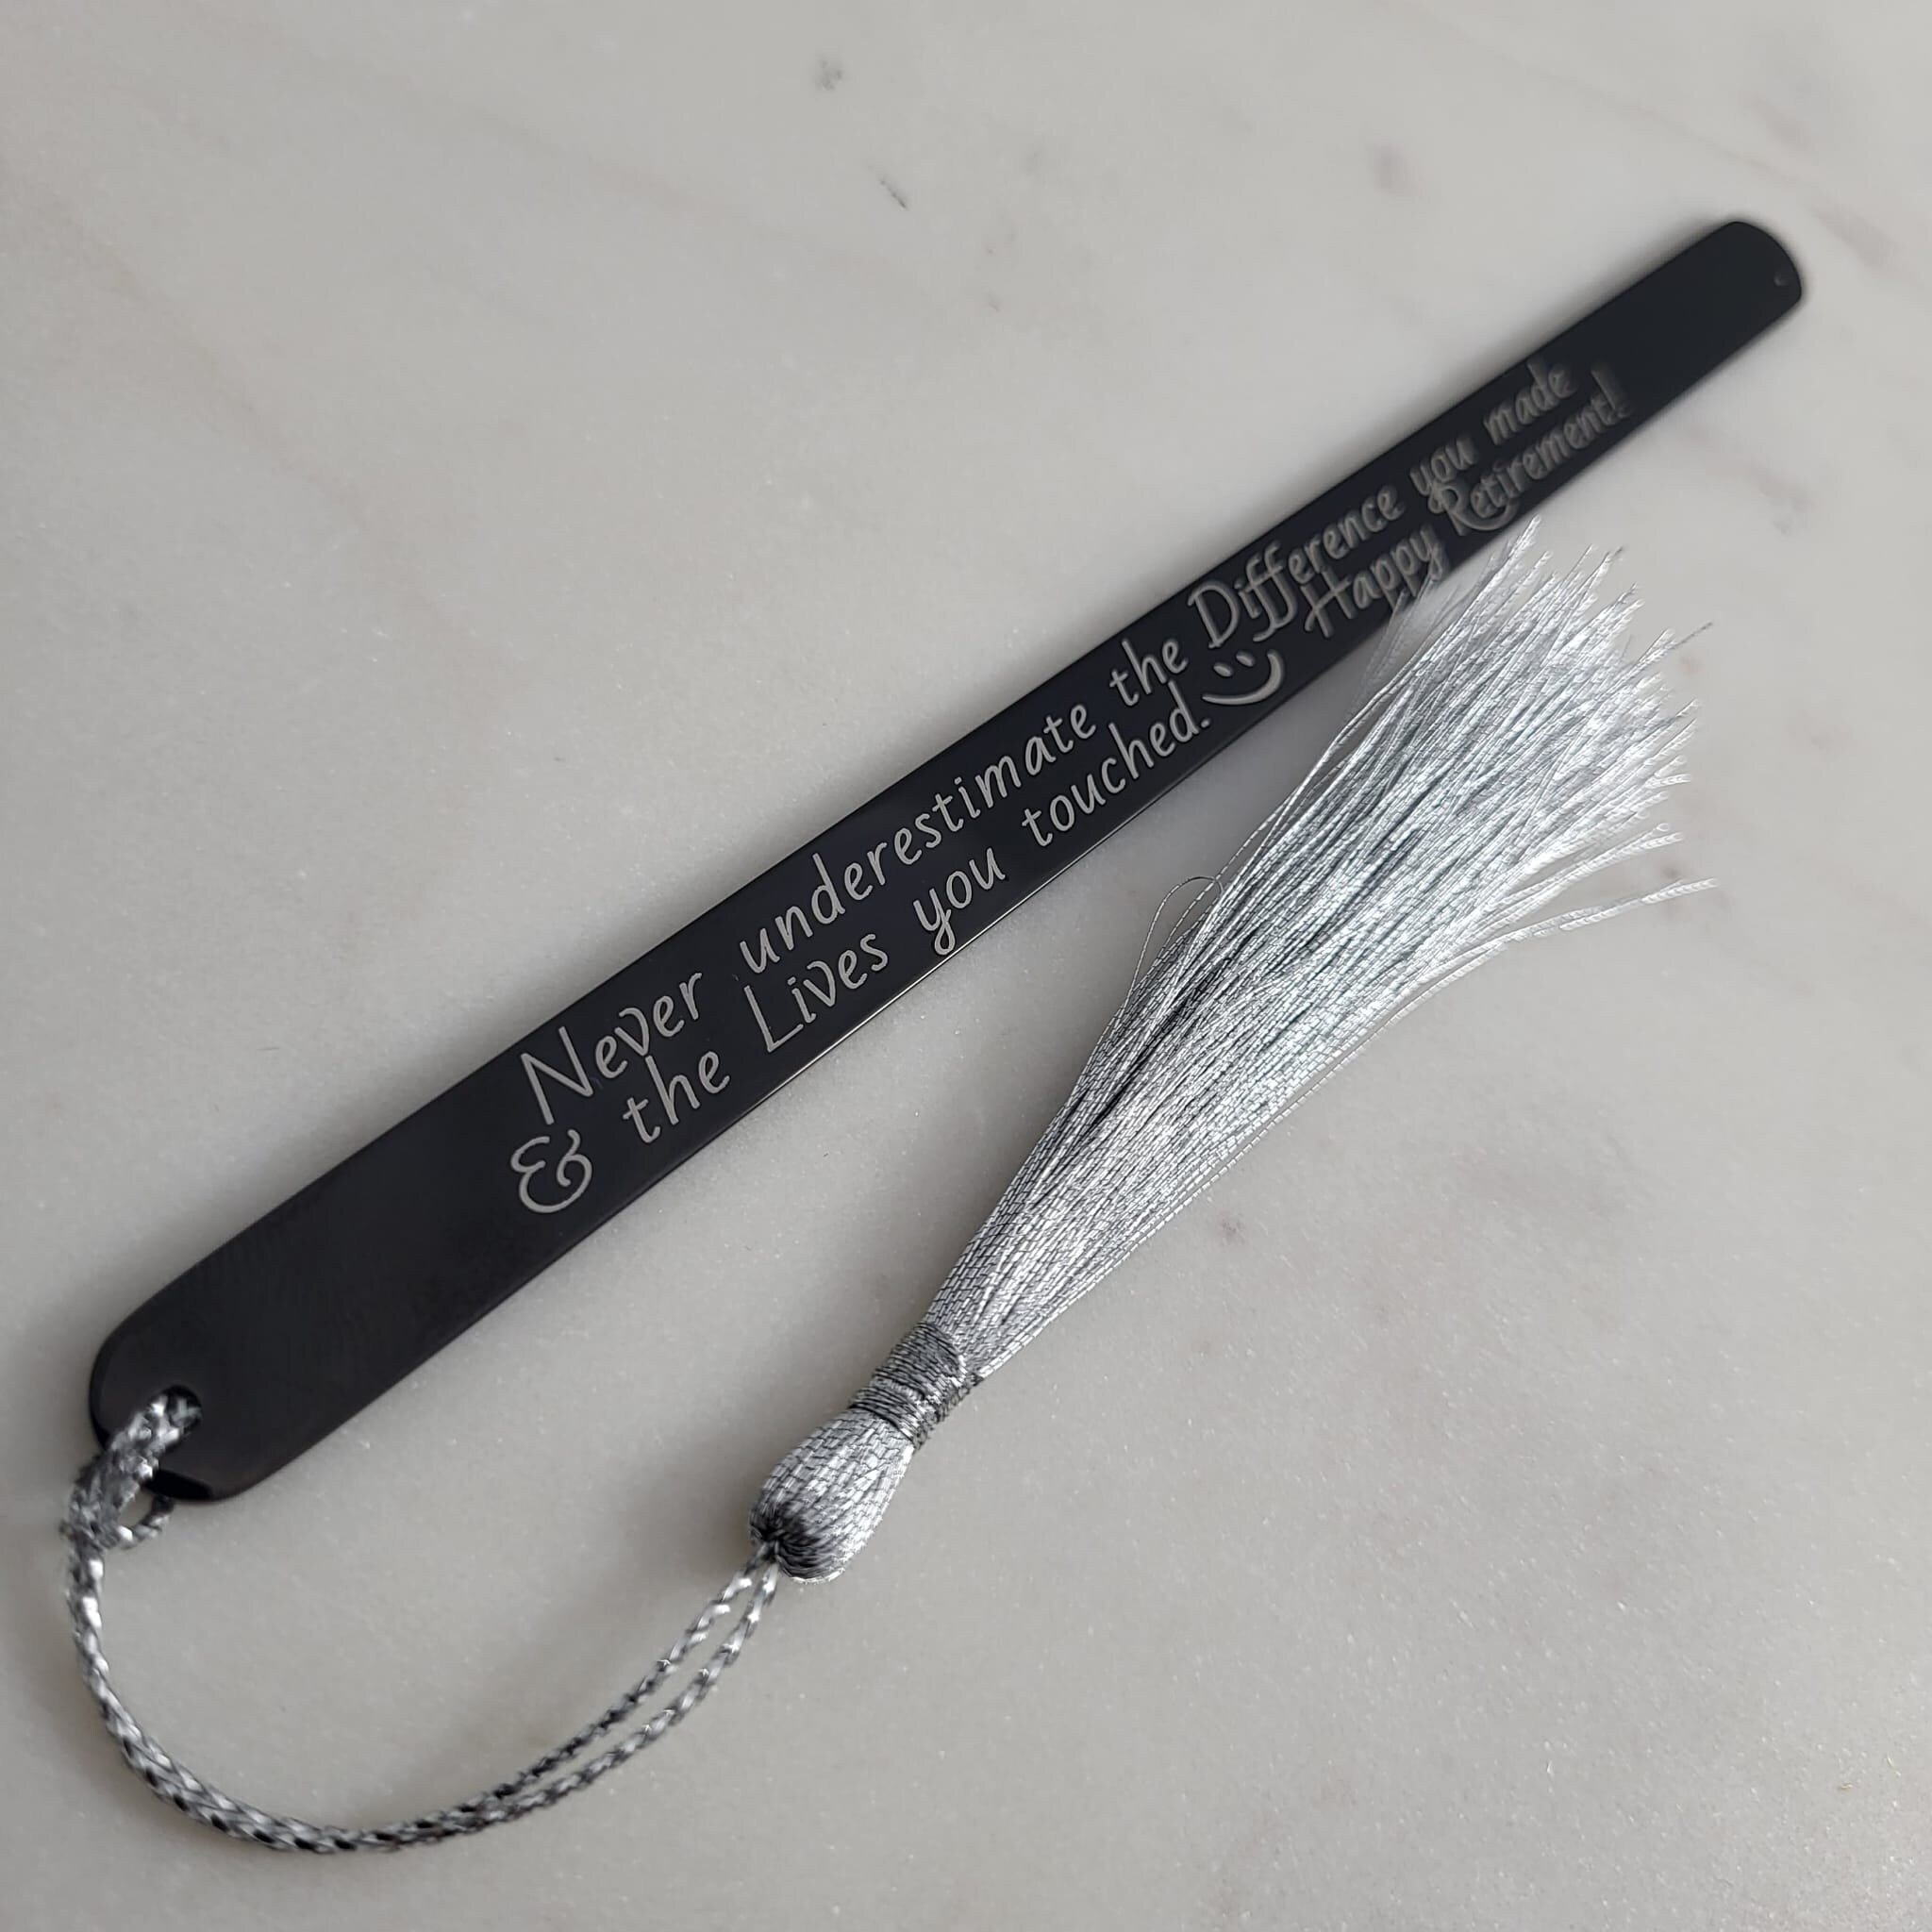 Never underestimate the Difference you made
& the Lives you touched. Happy Retirement!